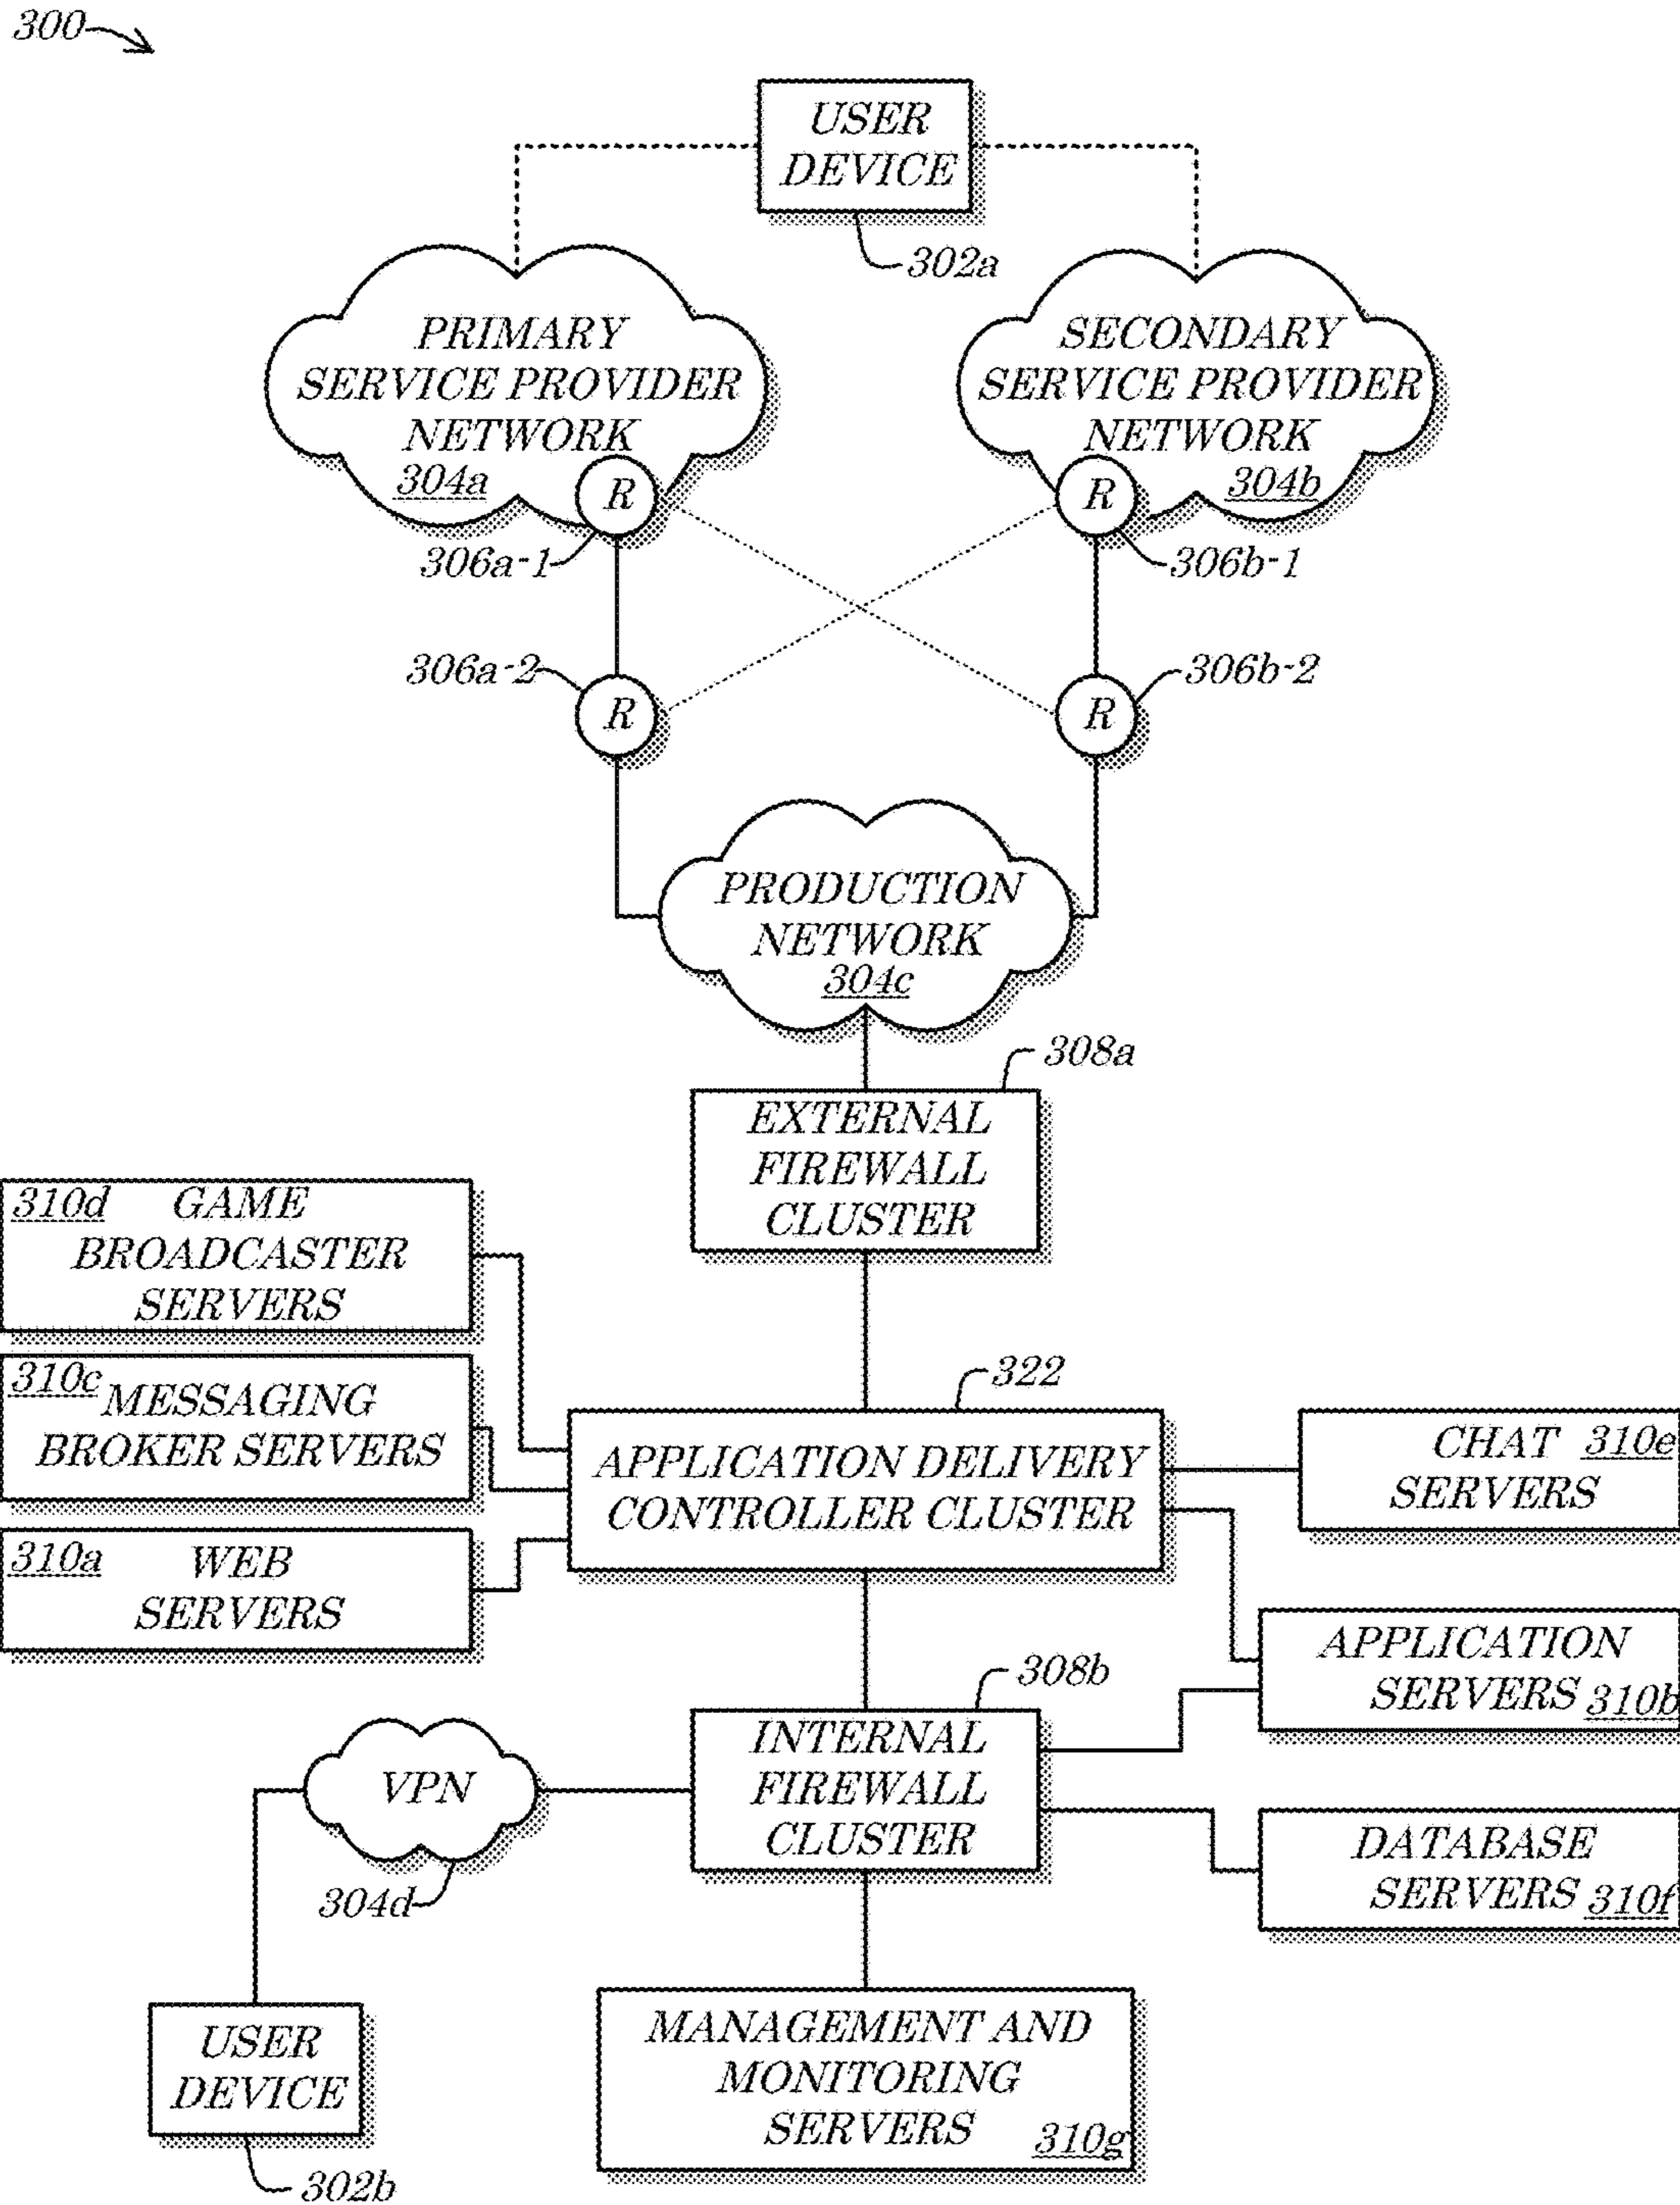 300
USER
DEVICE
302a
PRIMARY
SERVICE PROVIDER
NETWORK
304a
R
306a-1
SECONDARY
SERVICE PROVIDER
NETWORK
304b
R
306b-1
306a-2
R
R
306b-2
PRODUCTION
NETWORK
304c
308a
EXTERNAL
FIREWALL
CLUSTER
310d GAME
BROADCASTER
SERVERS
310c MESSAGING
BROKER SERVERS
310a WEB
SERVERS
322
APPLICATION DELIVERY
CONTROLLER CLUSTER
CHAT 310e
SERVERS
APPLICATION
SERVERS 310b
308b
INTERNAL
FIREWALL
CLUSTER
VPN
304d
DATABASE
SERVERS 310f
USER
DEVICE
302b
MANAGEMENT AND
MONITORING
SERVERS 310g